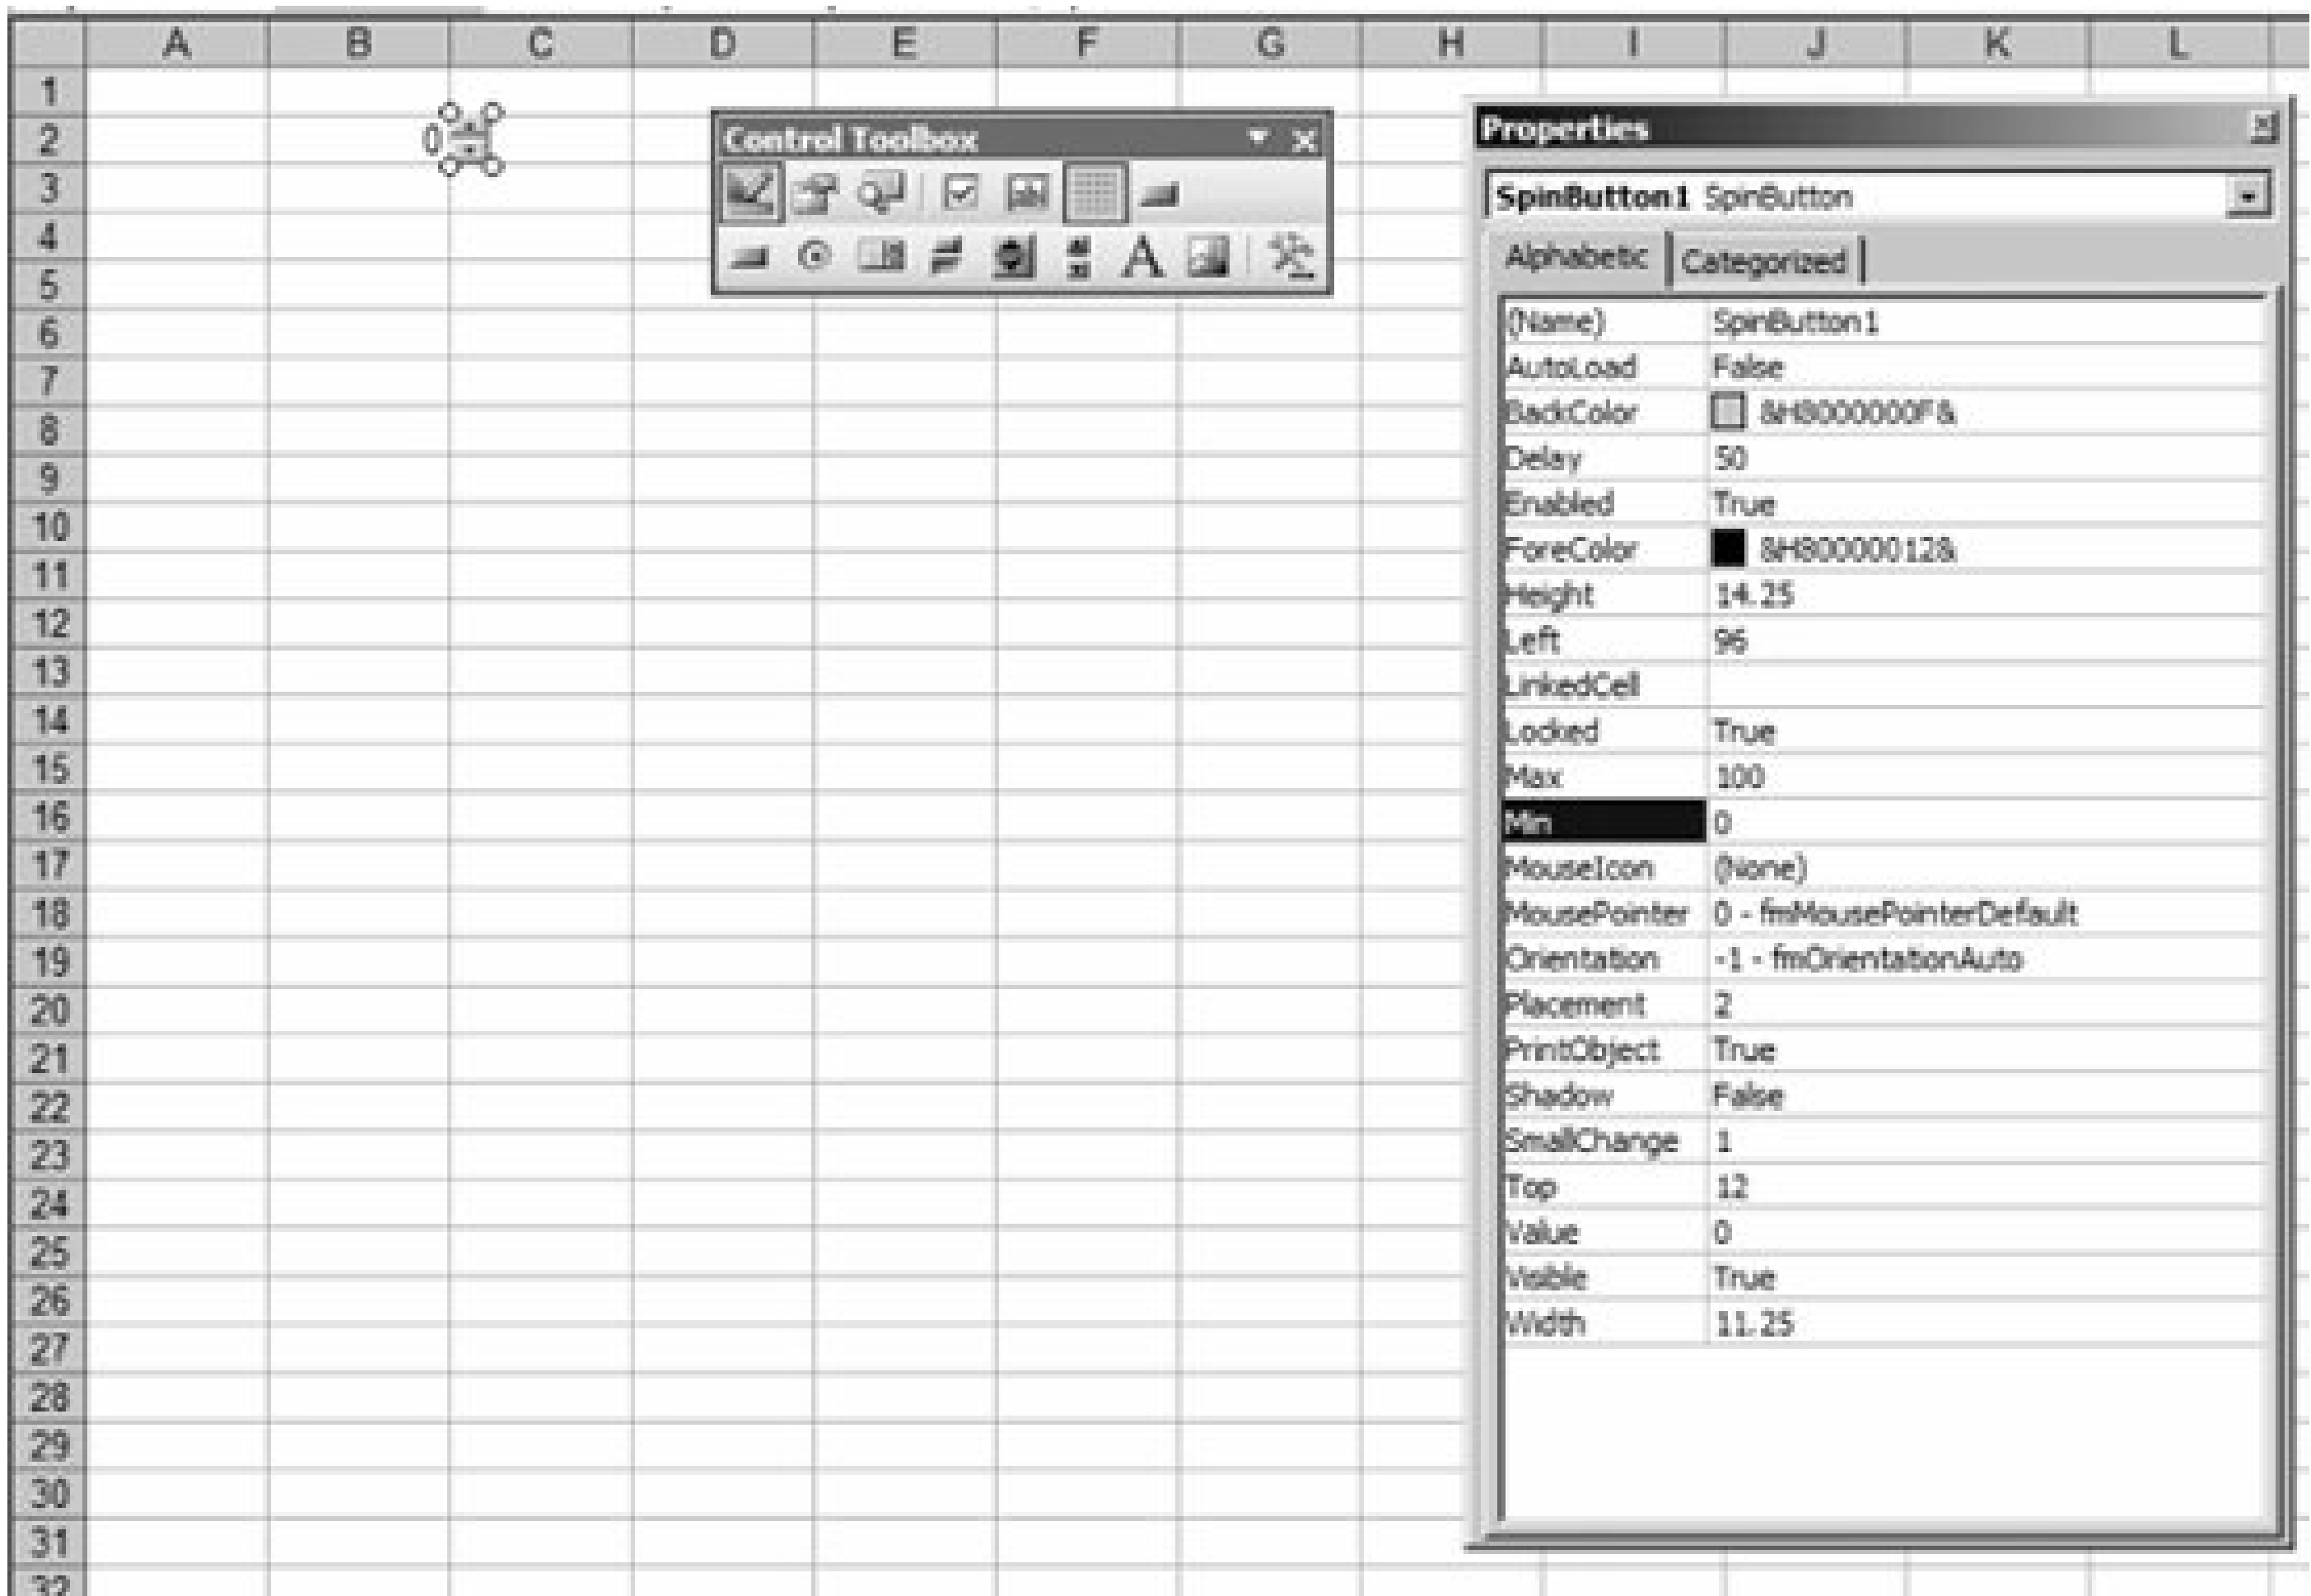 A B C D E F G H I J K L
1
2 0
3
4
5
6
7
8
9
10
11
12
13
14
15
16
17
18
19
20
21
22
23
24
25
26
27
28
29
30
31
32
Control Toolbox
ab
A
Properties
SpinButton1 SpinButton
Alphabetic Categorized
(Name) SpinButton1
AutoLoad False
BackColor &H8000000F&
Delay 50
Enabled True
ForeColor &H80000012&
Height 14.25
Left 96
LinkedCell
Locked True
Max 100
Min 0
MouseIcon (None)
MousePointer 0 - fmMousePointerDefault
Orientation -1 - fmOrientationAuto
Placement 2
PrintObject True
Shadow False
SmallChange 1
Top 12
Value 0
Visible True
Width 11.25